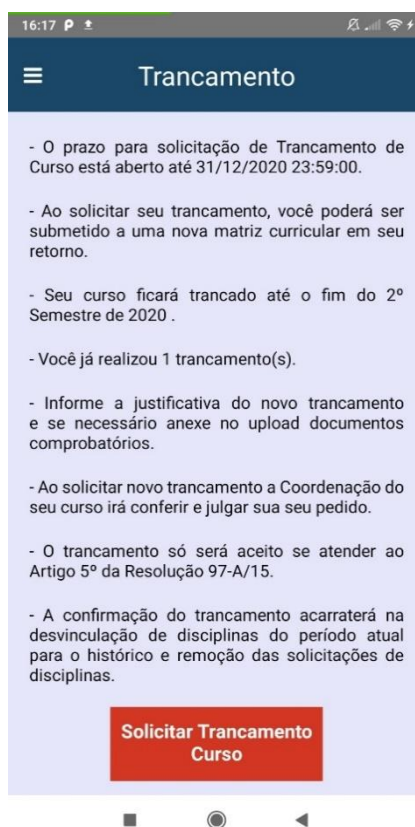 16:17
Trancamento
- O prazo para solicitação de Trancamento de
Curso está aberto até 31/12/2020 23:59:00.
- Ao solicitar seu trancamento, você poderá ser
submetido a uma nova matriz curricular em seu
retorno.
- Seu curso ficará trancado até o fim do 2º
Semestre de 2020 .
- Você já realizou 1 trancamento(s).
- Informe a justificativa do novo trancamento
e se necessário anexe no upload documentos
comprobatórios.
- Ao solicitar novo trancamento a Coordenação do
seu curso irá conferir e julgar sua seu pedido.
- O trancamento só será aceito se atender ao
Artigo 5º da Resolução 97-A/15.
- A confirmação do trancamento acarraterá na
desvinculação de disciplinas do período atual
para o histórico e remoção das solicitações de
disciplinas.
Solicitar Trancamento
Curso